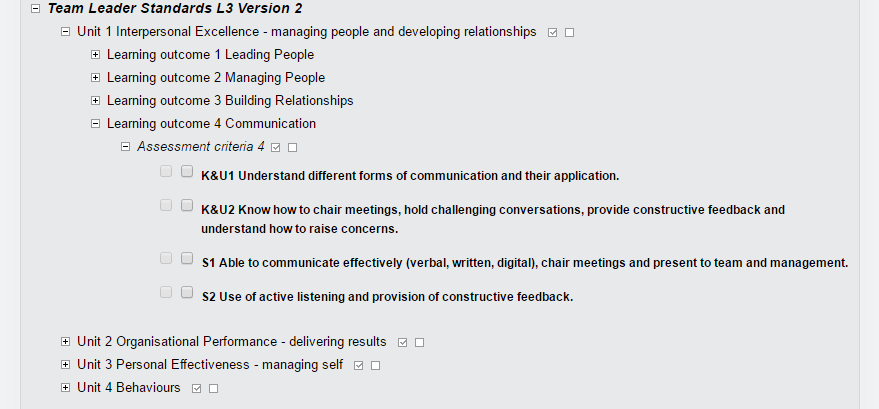 Team Leader Standards L3 Version 2
Unit 1 Interpersonal Excellence - managing people and developing relationships
Learning outcome 1 Leading People
Learning outcome 2 Managing People
Learning outcome 3 Building Relationships
Learning outcome 4 Communication
Assessment criteria 4
K&U1 Understand different forms of communication and their application.
K&U2 Know how to chair meetings, hold challenging conversations, provide constructive feedback and
understand how to raise concerns.
S1 Able to communicate effectively (verbal, written, digital), chair meetings and present to team and management.
S2 Use of active listening and provision of constructive feedback.
Unit 2 Organisational Performance - delivering results
Unit 3 Personal Effectiveness - managing self
Unit 4 Behaviours